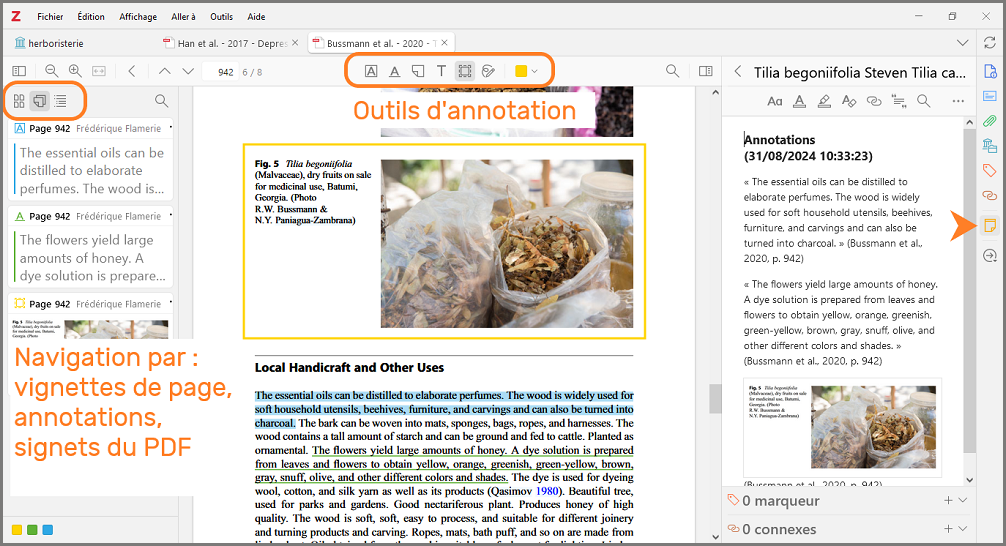 Z Fichier Édition Affichage Aller à Outils Aide
herboristerie
Han et al. - 2017 - Depres
Bussmann et al. - 2020 - T
942 6 / 8
Tilia begoniifolia Steven Tilia ca...
Outils d'annotation
Page 942 Frédérique Flamerie
The essential oils can be
distilled to elaborate
perfumes. The wood is...
Page 942 Frédérique Flamerie
The flowers yield large
amounts of honey. A
dye solution is prepare...
Page 942 Frédérique Flamerie
Fig. 5 Tilia begoniifolia
(Malvaceae), dry fruits on sale
for medicinal use, Batumi,
Georgia. (Photo
Navigation par :
vignettes de page,
annotations,
signets du PDF
Fig. 5 Tilia begoniifolia
(Malvaceae), dry fruits on sale
for medicinal use, Batumi,
Georgia. (Photo
R.W. Bussmann &
N.Y. Paniagua-Zambrana)
Local Handicraft and Other Uses
The essential oils can be distilled to elaborate perfumes. The wood is widely used for
soft household utensils, beehives, furniture, and carvings and can also be turned into
charcoal. The bark can be woven into mats, sponges, bags, ropes, and harnesses. The
wood contains a tall amount of starch and can be ground and fed to cattle. Planted as
ornamental. The flowers yield large amounts of honey. A dye solution is prepared
from leaves and flowers to obtain yellow, orange, greenish, green-yellow, brown,
gray, snuff, olive, and other different colors and shades. The dye is used for dyeing
wool, cotton, and silk yarn as well as its products (Qasimov 1980). Beautiful tree,
used for parks and gardens. Good nectariferous plant. Produces honey of high
quality. The wood is soft, soft, easy to process, and suitable for different joinery
and turning products and carving. Ropes, mats, bath puff, and so on are made from
Annotations
(31/08/2024 10:33:23)
« The essential oils can be distilled to
elaborate perfumes. The wood is widely
used for soft household utensils, beehives,
furniture, and carvings and can also be
turned into charcoal. » (Bussmann et al.,
2020, p. 942)
« The flowers yield large amounts of honey.
A dye solution is prepared from leaves and
flowers to obtain yellow, orange, greenish,
green-yellow, brown, gray, snuff, olive, and
other different colors and shades. »
(Bussmann et al., 2020, p. 942)
Fig. 5 Tilia begoniifolia
(Malvaceae), dry fruits on sale
for medicinal use, Batumi,
Georgia. (Photo
R.W. Bussmann &
N.Y. Paniagua-Zambrana)
(Bussmann et al., 2020, p. 942)
0 marqueur
0 connexes